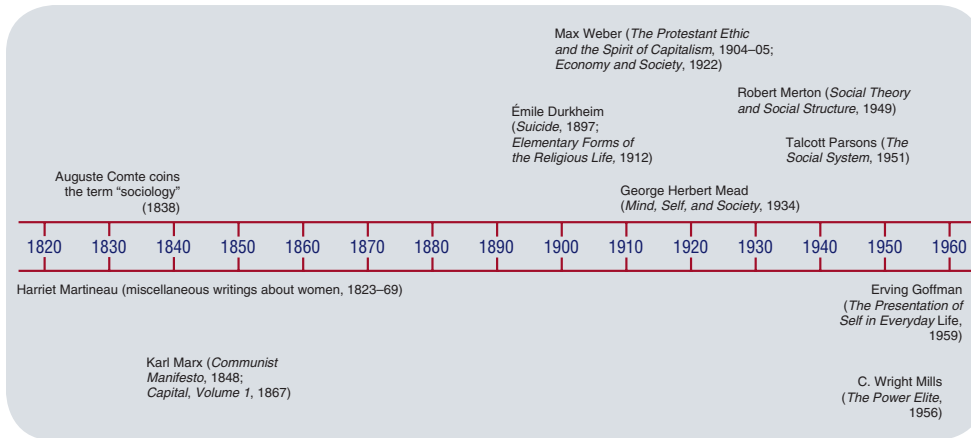 Max Weber (The Protestant Ethic
and the Spirit of Capitalism, 1904–05;
Economy and Society, 1922)
Robert Merton (Social Theory
and Social Structure, 1949)
Émile Durkheim
(Suicide, 1897;
Elementary Forms of
the Religious Life, 1912)
Talcott Parsons (The
Social System, 1951)
Auguste Comte coins
the term “sociology”
(1838)
George Herbert Mead
(Mind, Self, and Society, 1934)
1820 1830 1840 1850 1860 1870 1880 1890 1900 1910 1920 1930 1940 1950 1960
Harriet Martineau (miscellaneous writings about women, 1823–69)
Erving Goffman
(The Presentation of
Self in Everyday Life,
1959)
Karl Marx (Communist
Manifesto, 1848;
Capital, Volume 1, 1867)
C. Wright Mills
(The Power Elite,
1956)